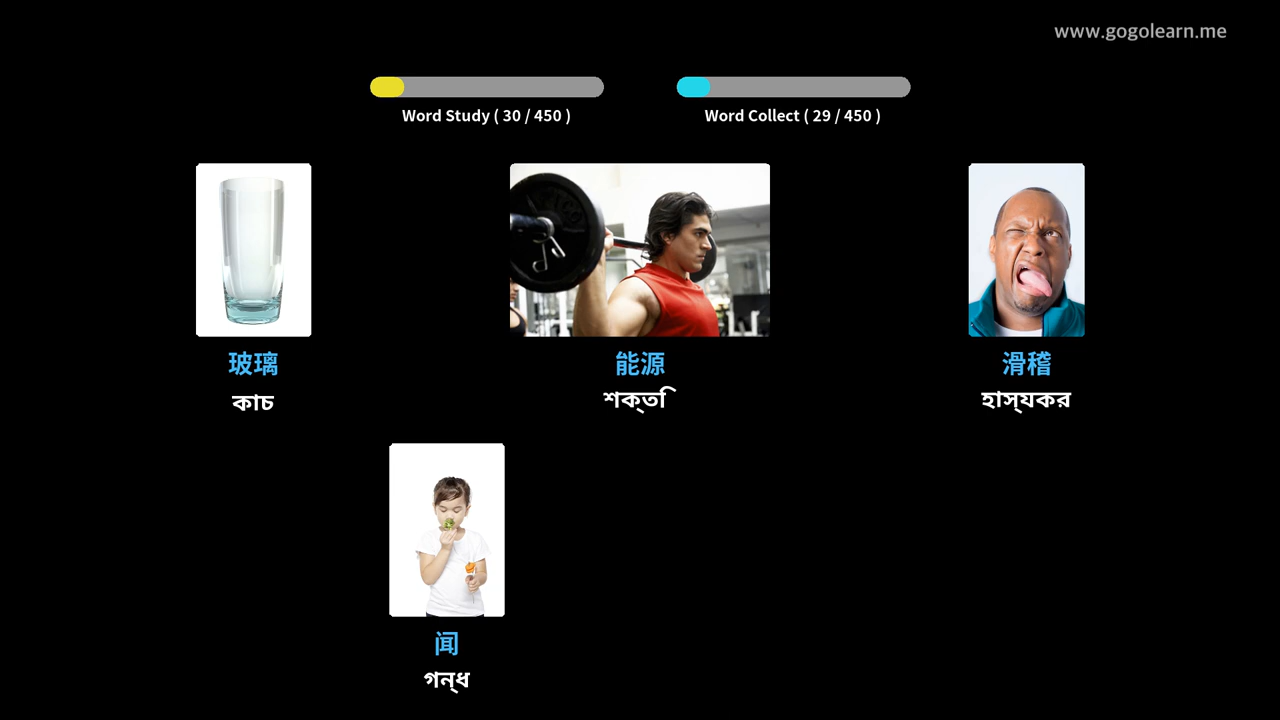 www.gogolearn.me
Word Study ( 30 / 450 )
Word Collect ( 29 / 450 )
玻璃
能源
滑稽
কাচ
শক্তি
হাস্যকর
闻
গন্ধ